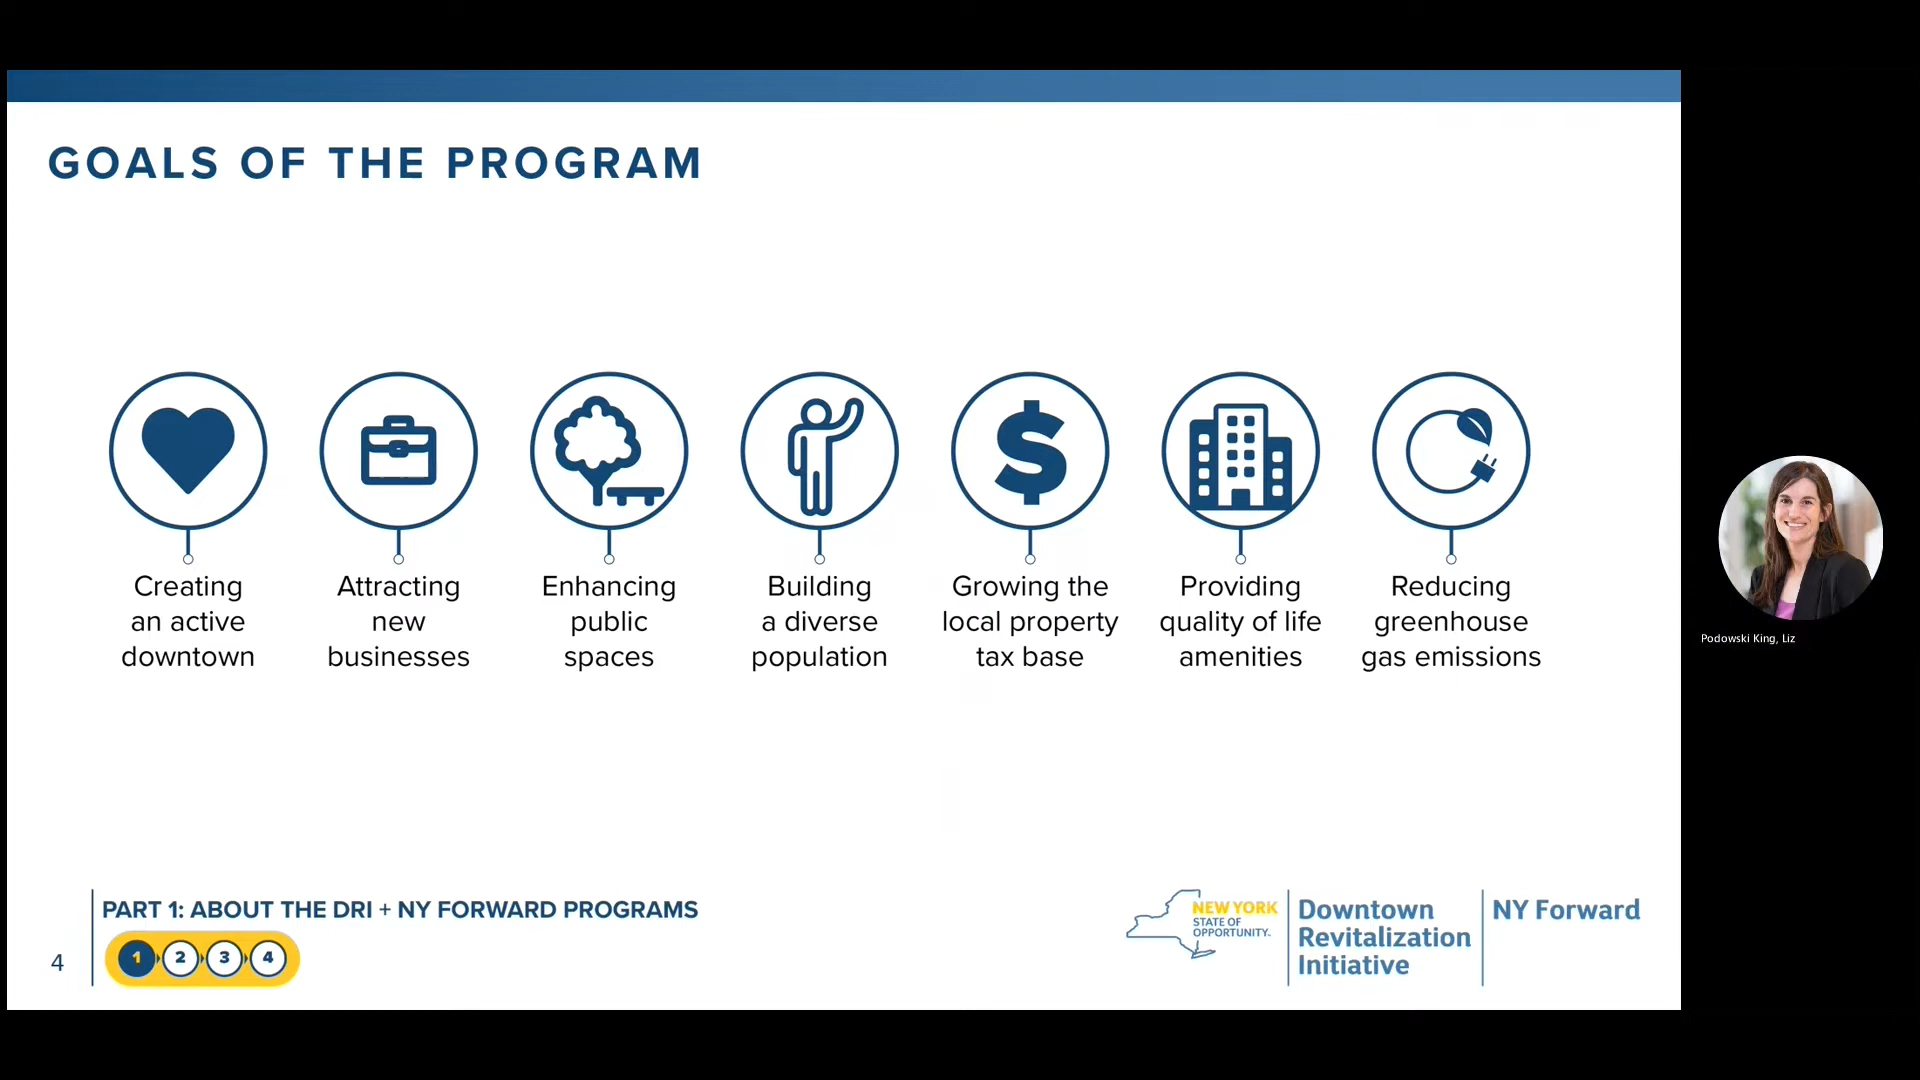 GOALS OF THE PROGRAM
Creating
an active
downtown
Attracting
new
businesses
Enhancing
public
spaces
Building
a diverse
population
Growing the
local property
tax base
Providing
quality of life
amenities
Reducing
greenhouse
gas emissions
Podowski King, Liz
4
PART 1: ABOUT THE DRI + NY FORWARD PROGRAMS
1 2 3 4
NEW YORK
STATE OF
OPPORTUNITY™
Downtown
Revitalization
Initiative
NY Forward